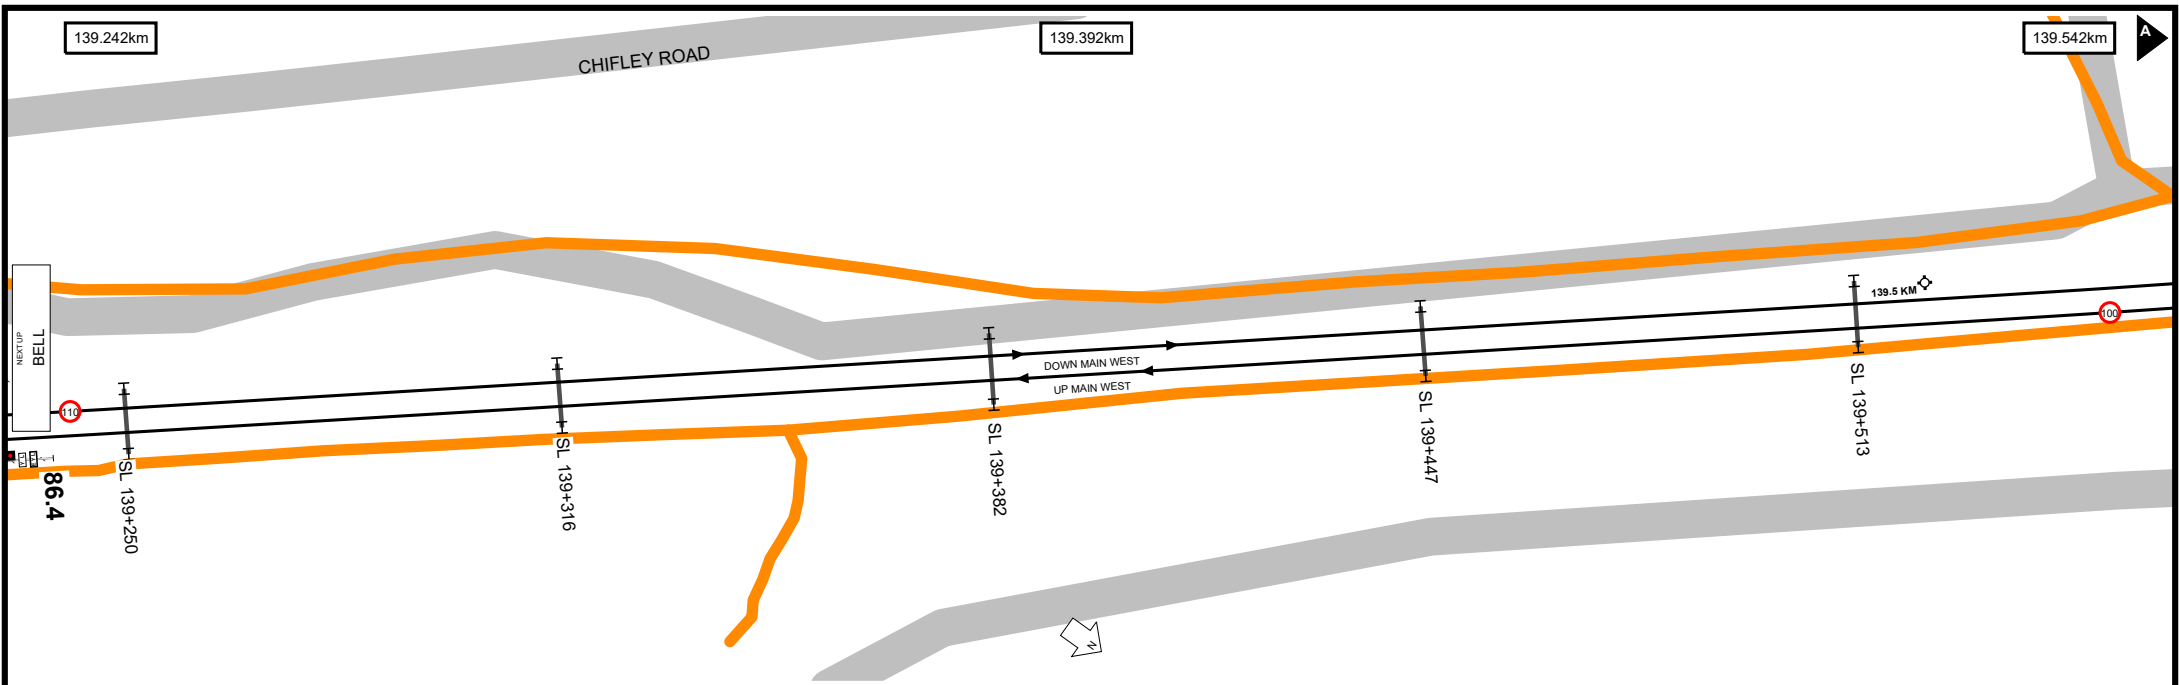 139.242km
139.392km
139.542km
A
CHIFLEY ROAD
NEXT UP
BELL
110
86.4
SL 139+250
SL 139+316
SL 139+382
DOWN MAIN WEST
UP MAIN WEST
SL 139+447
SL 139+513
139.5 KM
100
N